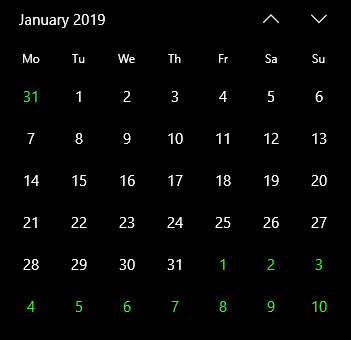 January 2019
Mo Tu We Th Fr Sa Su
31 1 2 3 4 5 6
7 8 9 10 11 12 13
14 15 16 17 18 19 20
21 22 23 24 25 26 27
28 29 30 31 1 2 3
4 5 6 7 8 9 10